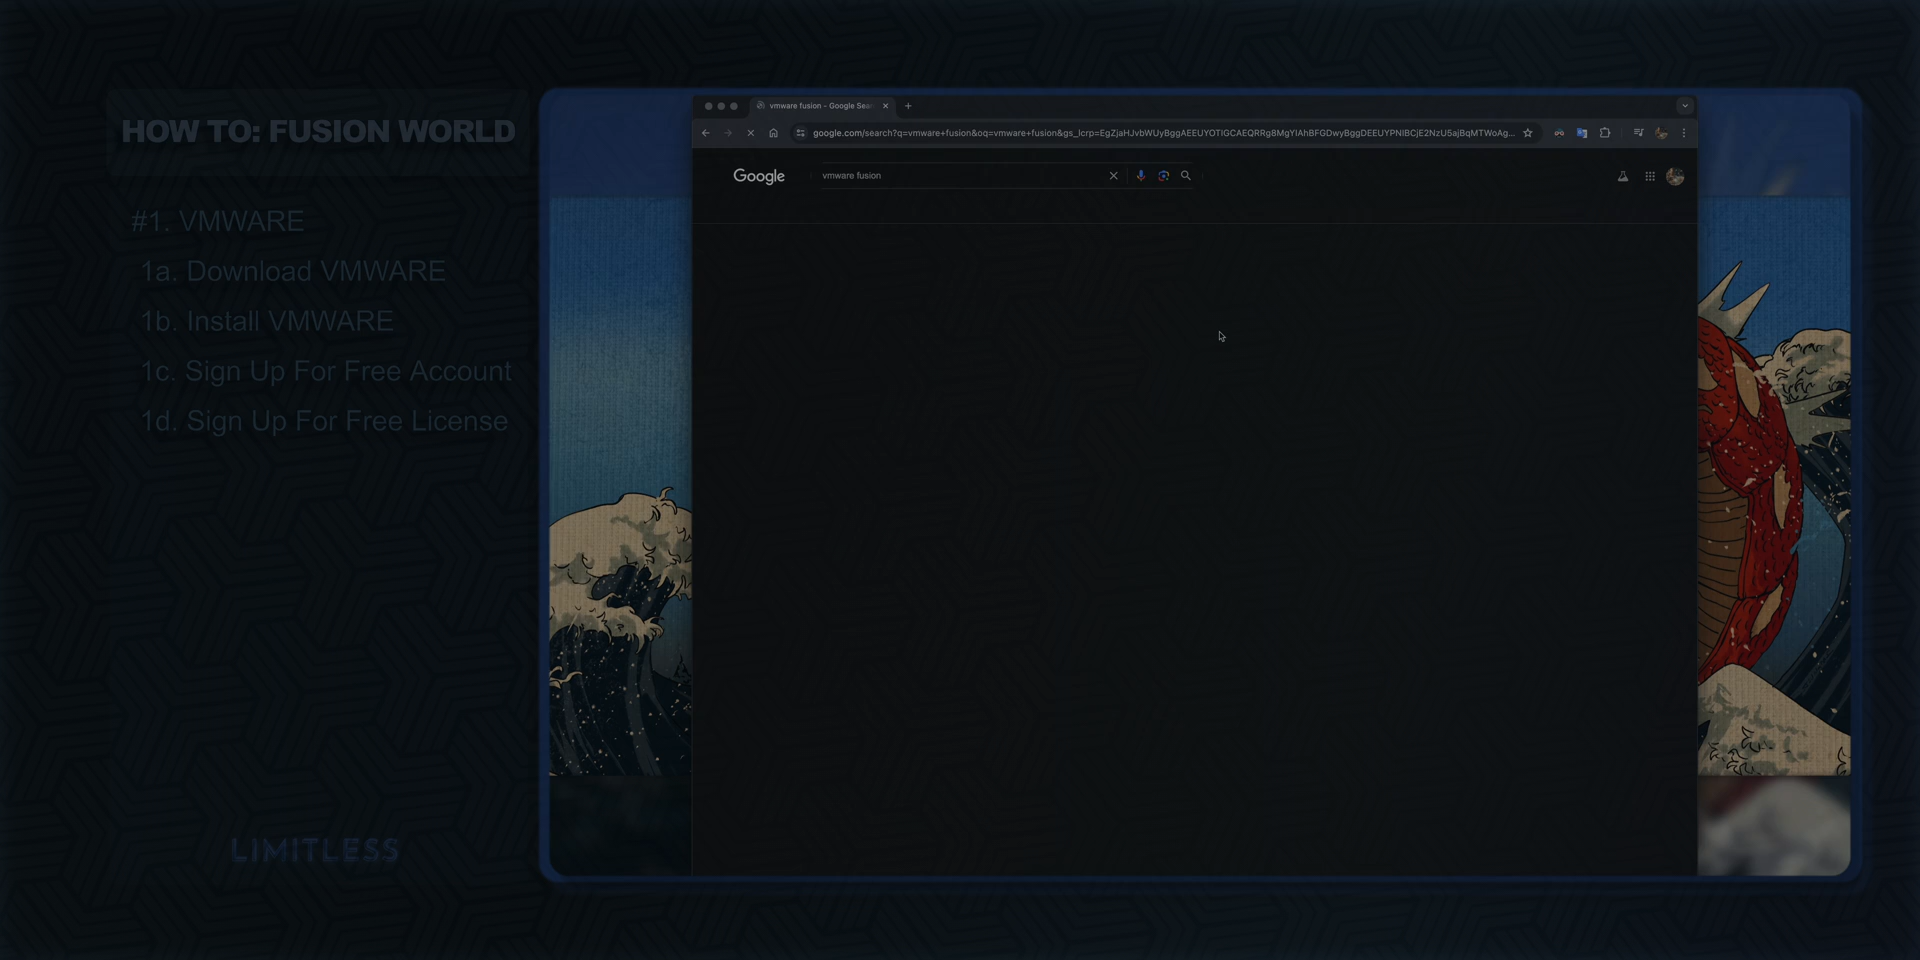 HOW TO: FUSION WORLD
#1. VMWARE
1a. Download VMWARE
1b. Install VMWARE
1c. Sign Up For Free Account
1d. Sign Up For Free License
LIMITLESS
vmware fusion - Google Sea
google.com/search?q=vmware+fusion&oq=vmware+fusion&gs_lcrp=EgZjaHJvbWUyBggAEEUYOTIGCAEQRRg8MgYIAhBFGDwyBggDEEUYPNIBCjE2NzU5ajBqMTWoAg...
Google
vmware fusion